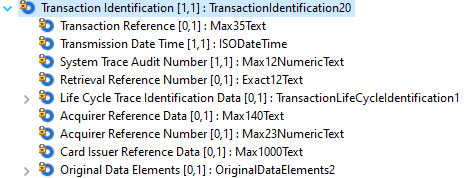 Transaction Identification [1,1] : TransactionIdentification20
Transaction Reference [0,1] : Max35Text
Transmission Date Time [1,1] : ISODateTime
System Trace Audit Number [1,1] : Max12NumericText
Retrieval Reference Number [0,1] : Exact12Text
Life Cycle Trace Identification Data [0,1] : TransactionLifeCycleIdentification1
Acquirer Reference Data [0,1] : Max140Text
Acquirer Reference Number [0,1] : Max23NumericText
Card Issuer Reference Data [0,1] : Max1000Text
Original Data Elements [0,1] : OriginalDataElements2